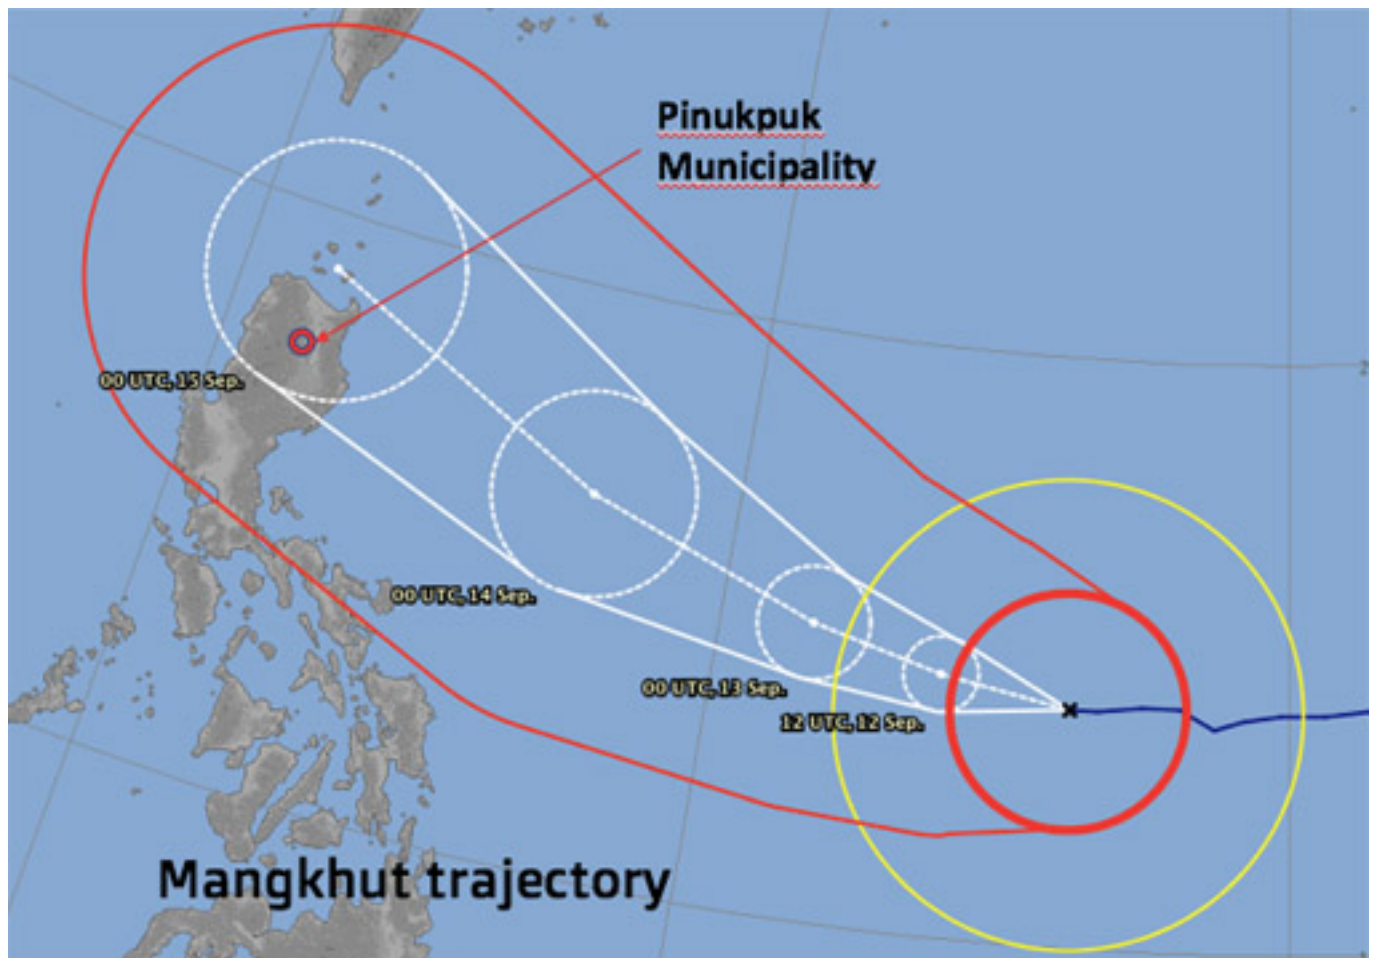 Pinukpuk
Municipality
00 UTC, 15 Sep.
00 UTC, 14 Sep.
00 UTC, 13 Sep.
12 UTC, 12 Sep.
Mangkhut trajectory